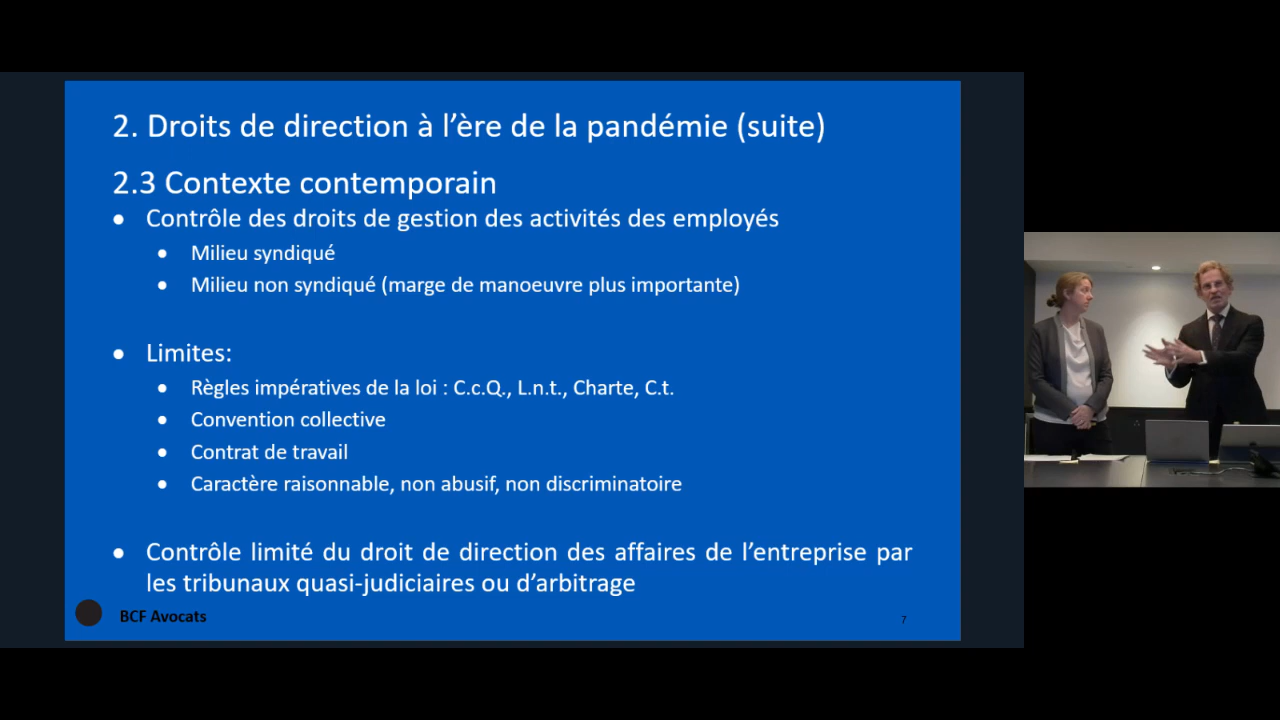 2. Droits de direction à l’ère de la pandémie (suite)
2.3 Contexte contemporain
• Contrôle des droits de gestion des activités des employés
• Milieu syndiqué
• Milieu non syndiqué (marge de manoeuvre plus importante)
• Limites:
• Règles impératives de la loi : C.c.Q., L.n.t., Charte, C.t.
• Convention collective
• Contrat de travail
• Caractère raisonnable, non abusif, non discriminatoire
• Contrôle limité du droit de direction des affaires de l’entreprise par
les tribunaux quasi-judiciaires ou d’arbitrage
BCF Avocats
7